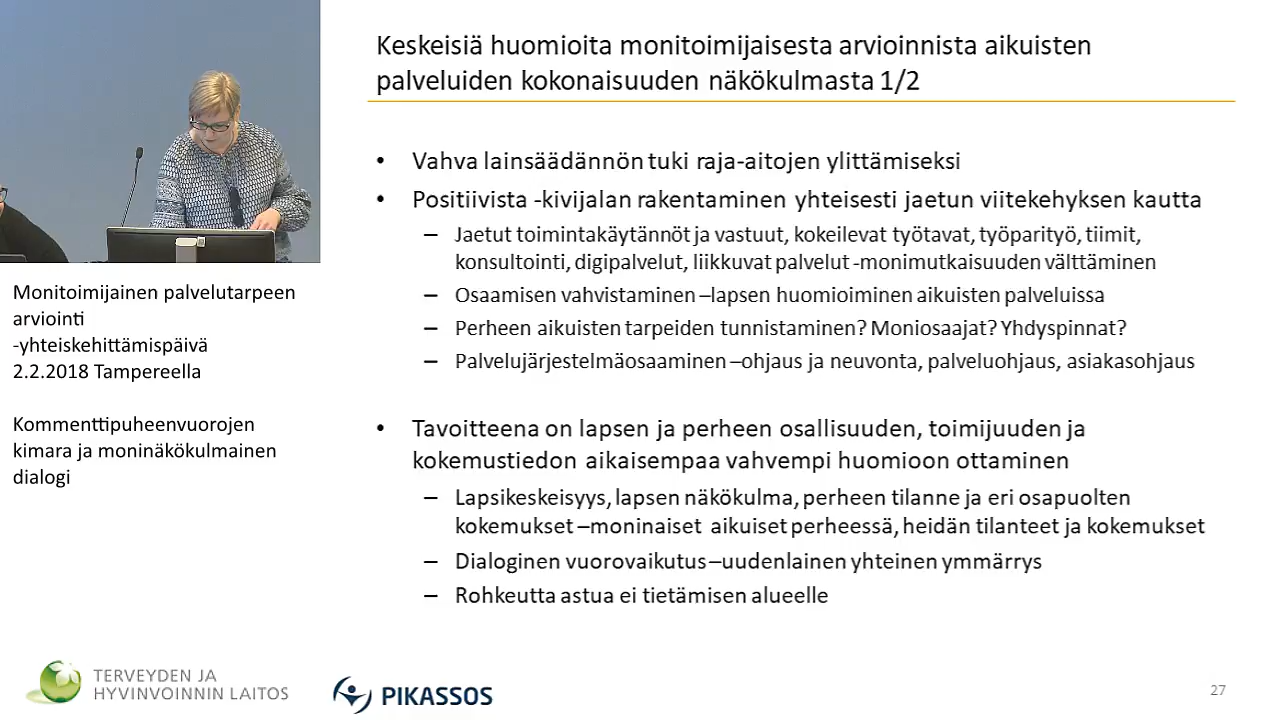 Keskeisiä huomioita monitoimijaisesta arvioinnista aikuisten
palveluiden kokonaisuuden näkökulmasta 1/2
• Vahva lainsäädännön tuki raja-aitojen ylittämiseksi
• Positiivista -kivijalan rakentaminen yhteisesti jaetun viitekehyksen kautta
– Jaetut toimintakäytännöt ja vastuut, kokeilevat työtavat, työparityö, tiimit,
konsultointi, digipalvelut, liikkuvat palvelut -monimutkaisuuden välttäminen
– Osaamisen vahvistaminen –lapsen huomioiminen aikuisten palveluissa
– Perheen aikuisten tarpeiden tunnistaminen? Moniosaajat? Yhdyspinnat?
– Palvelujärjestelmäosaaminen –ohjaus ja neuvonta, palveluohjaus, asiakasohjaus
• Tavoitteena on lapsen ja perheen osallisuuden, toimijuuden ja
kokemustiedon aikaisempaa vahvempi huomioon ottaminen
– Lapsikeskeisyys, lapsen näkökulma, perheen tilanne ja eri osapuolten
kokemukset –moninaiset aikuiset perheessä, heidän tilanteet ja kokemukset
– Dialoginen vuorovaikutus –uudenlainen yhteinen ymmärrys
– Rohkeutta astua ei tietämisen alueelle
Monitoimijainen palvelutarpeen
arviointi
-yhteiskehittämispäivä
2.2.2018 Tampereella
Kommenttipuheenvuorojen
kimara ja moninäkökulmainen
dialogi
TERVEYDEN JA
HYVINVOINNIN LAITOS
PIKASSOS
27